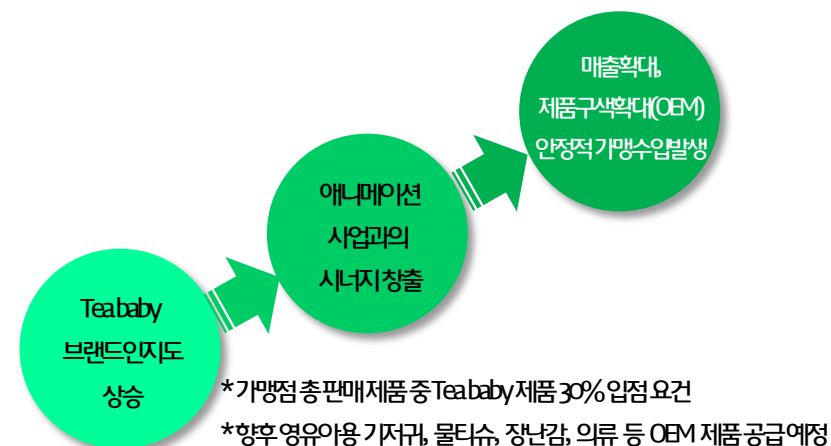 매출확대,
제품구색확대(OEM)
안정적 가맹수입발생
애니메이션
사업과의
시너지 창출
Tea baby
브랜드인지도
상승
*가맹점 총 판매 제품 중 Tea baby 제품 30% 입점 요건
*향후 영유아용 기저귀, 물티슈, 장난감, 의류 등 OEM 제품 공급예정